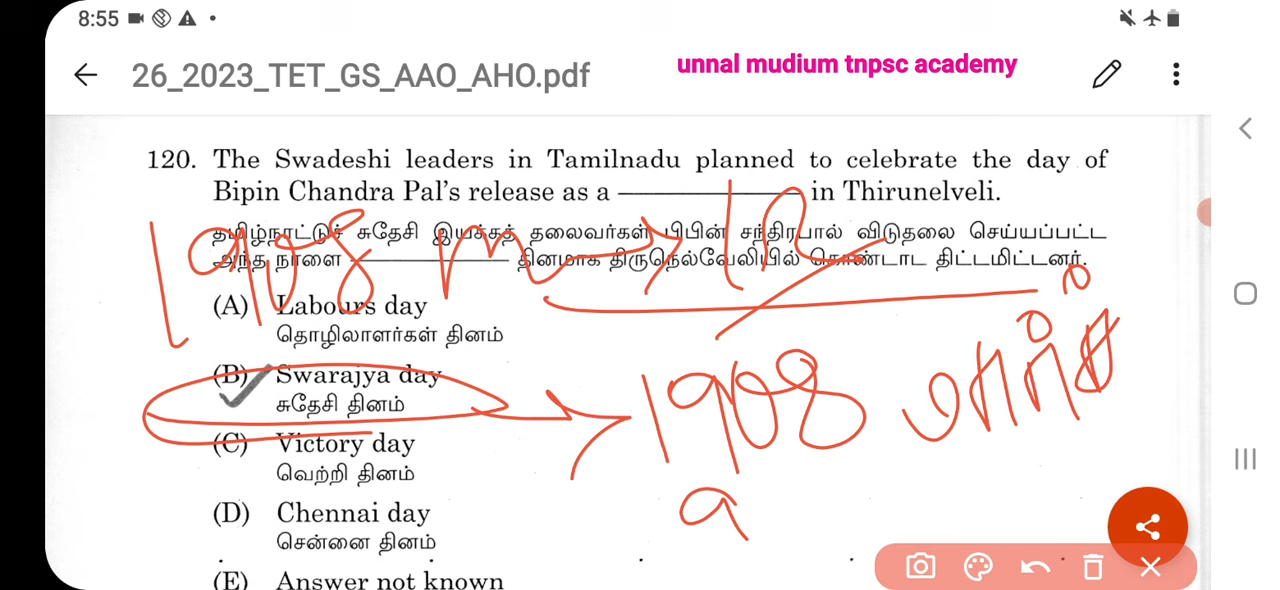 8:55
26_2023_TET_GS_AAO_AHO.pdf
unnal mudium tnpsc academy
120. The Swadeshi leaders in Tamilnadu planned to celebrate the day of
Bipin Chandra Pal's release as a ———— in Thirunelveli.
தமிழ்நாட்டுச் சுதேசி இயக்கத் தலைவர்கள் பிபின் சந்திரபால் விடுதலை செய்யப்பட்ட
அந்த நாளை ———— தினமாக திருநெல்வேலியில் கொண்டாட திட்டமிட்டனர்.
1908
(A) Labours day
தொழிலாளர்கள் தினம்
(B) Swarajya day
சுதேசி தினம்
1908 மார்ச்
(C) Victory day
வெற்றி தினம்
9
(D) Chennai day
சென்னை தினம்
(E) Answer not known